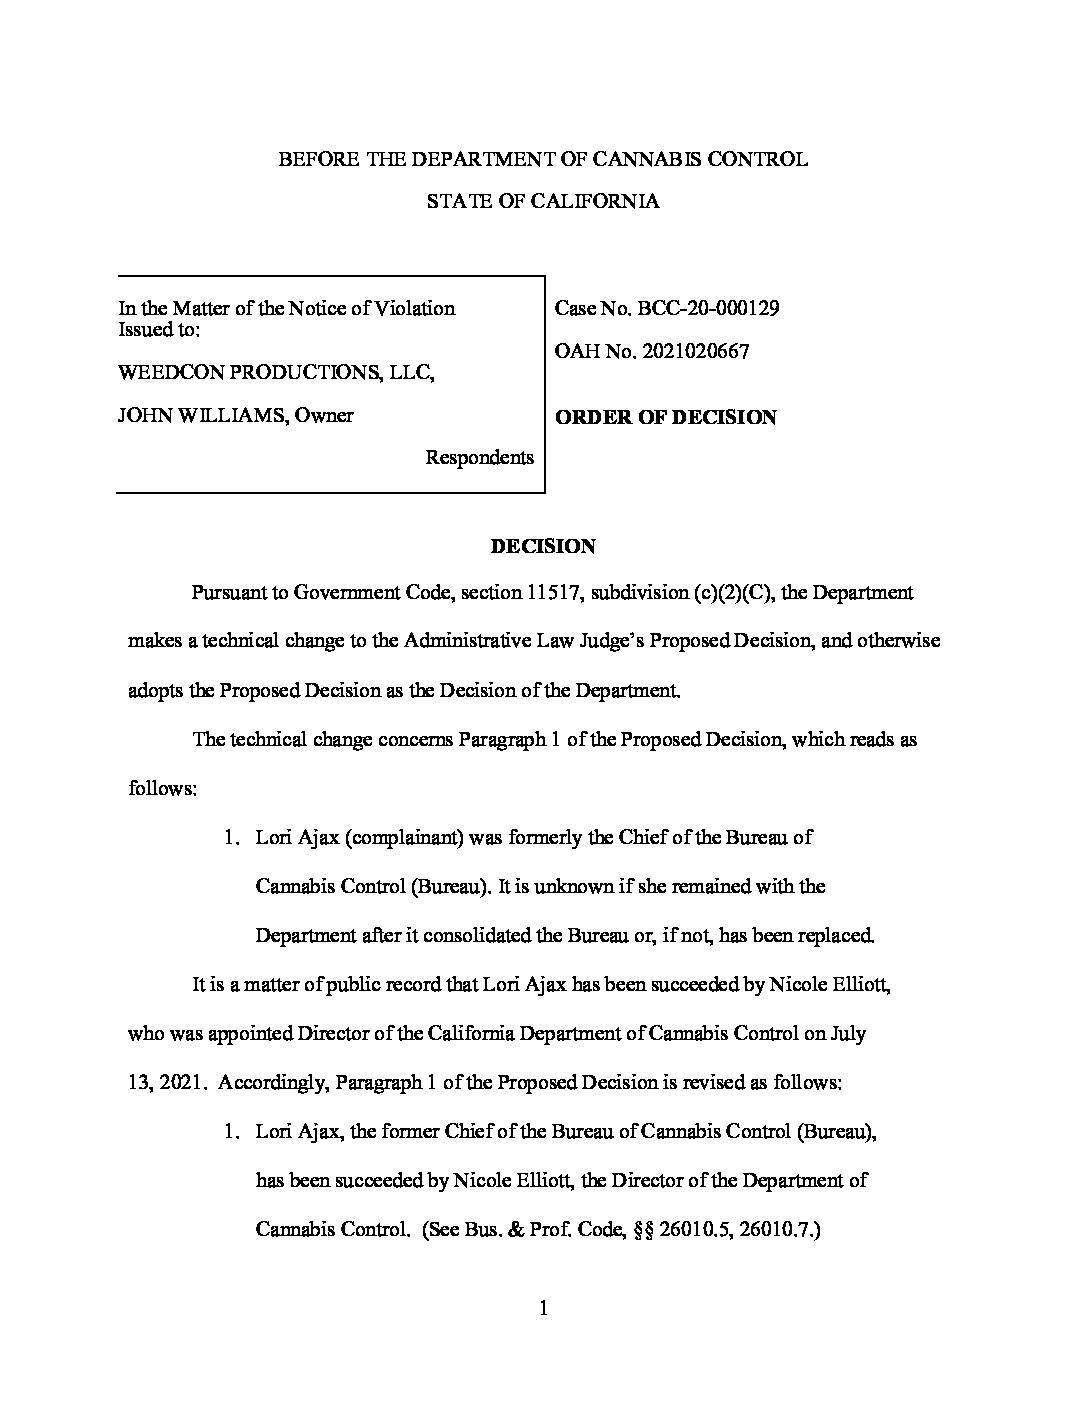 BEFORE THE DEPARTMENT OF CANNABIS CONTROL
STATE OF CALIFORNIA
In the Matter of the Notice of Violation
Issued to:
WEEDCON PRODUCTIONS, LLC,
JOHN WILLIAMS, Owner
Respondents
Case No. BCC-20-000129
OAH No. 2021020667
ORDER OF DECISION
DECISION
Pursuant to Government Code, section 11517, subdivision (c)(2)(C), the Department
makes a technical change to the Administrative Law Judge’s Proposed Decision, and otherwise
adopts the Proposed Decision as the Decision of the Department.
The technical change concerns Paragraph 1 of the Proposed Decision, which reads as
follows:
1. Lori Ajax (complainant) was formerly the Chief of the Bureau of
Cannabis Control (Bureau). It is unknown if she remained with the
Department after it consolidated the Bureau or, if not, has been replaced.
It is a matter of public record that Lori Ajax has been succeeded by Nicole Elliott,
who was appointed Director of the California Department of Cannabis Control on July
13, 2021. Accordingly, Paragraph 1 of the Proposed Decision is revised as follows:
1. Lori Ajax, the former Chief of the Bureau of Cannabis Control (Bureau),
has been succeeded by Nicole Elliott, the Director of the Department of
Cannabis Control. (See Bus. & Prof. Code, §§ 26010.5, 26010.7.)
1